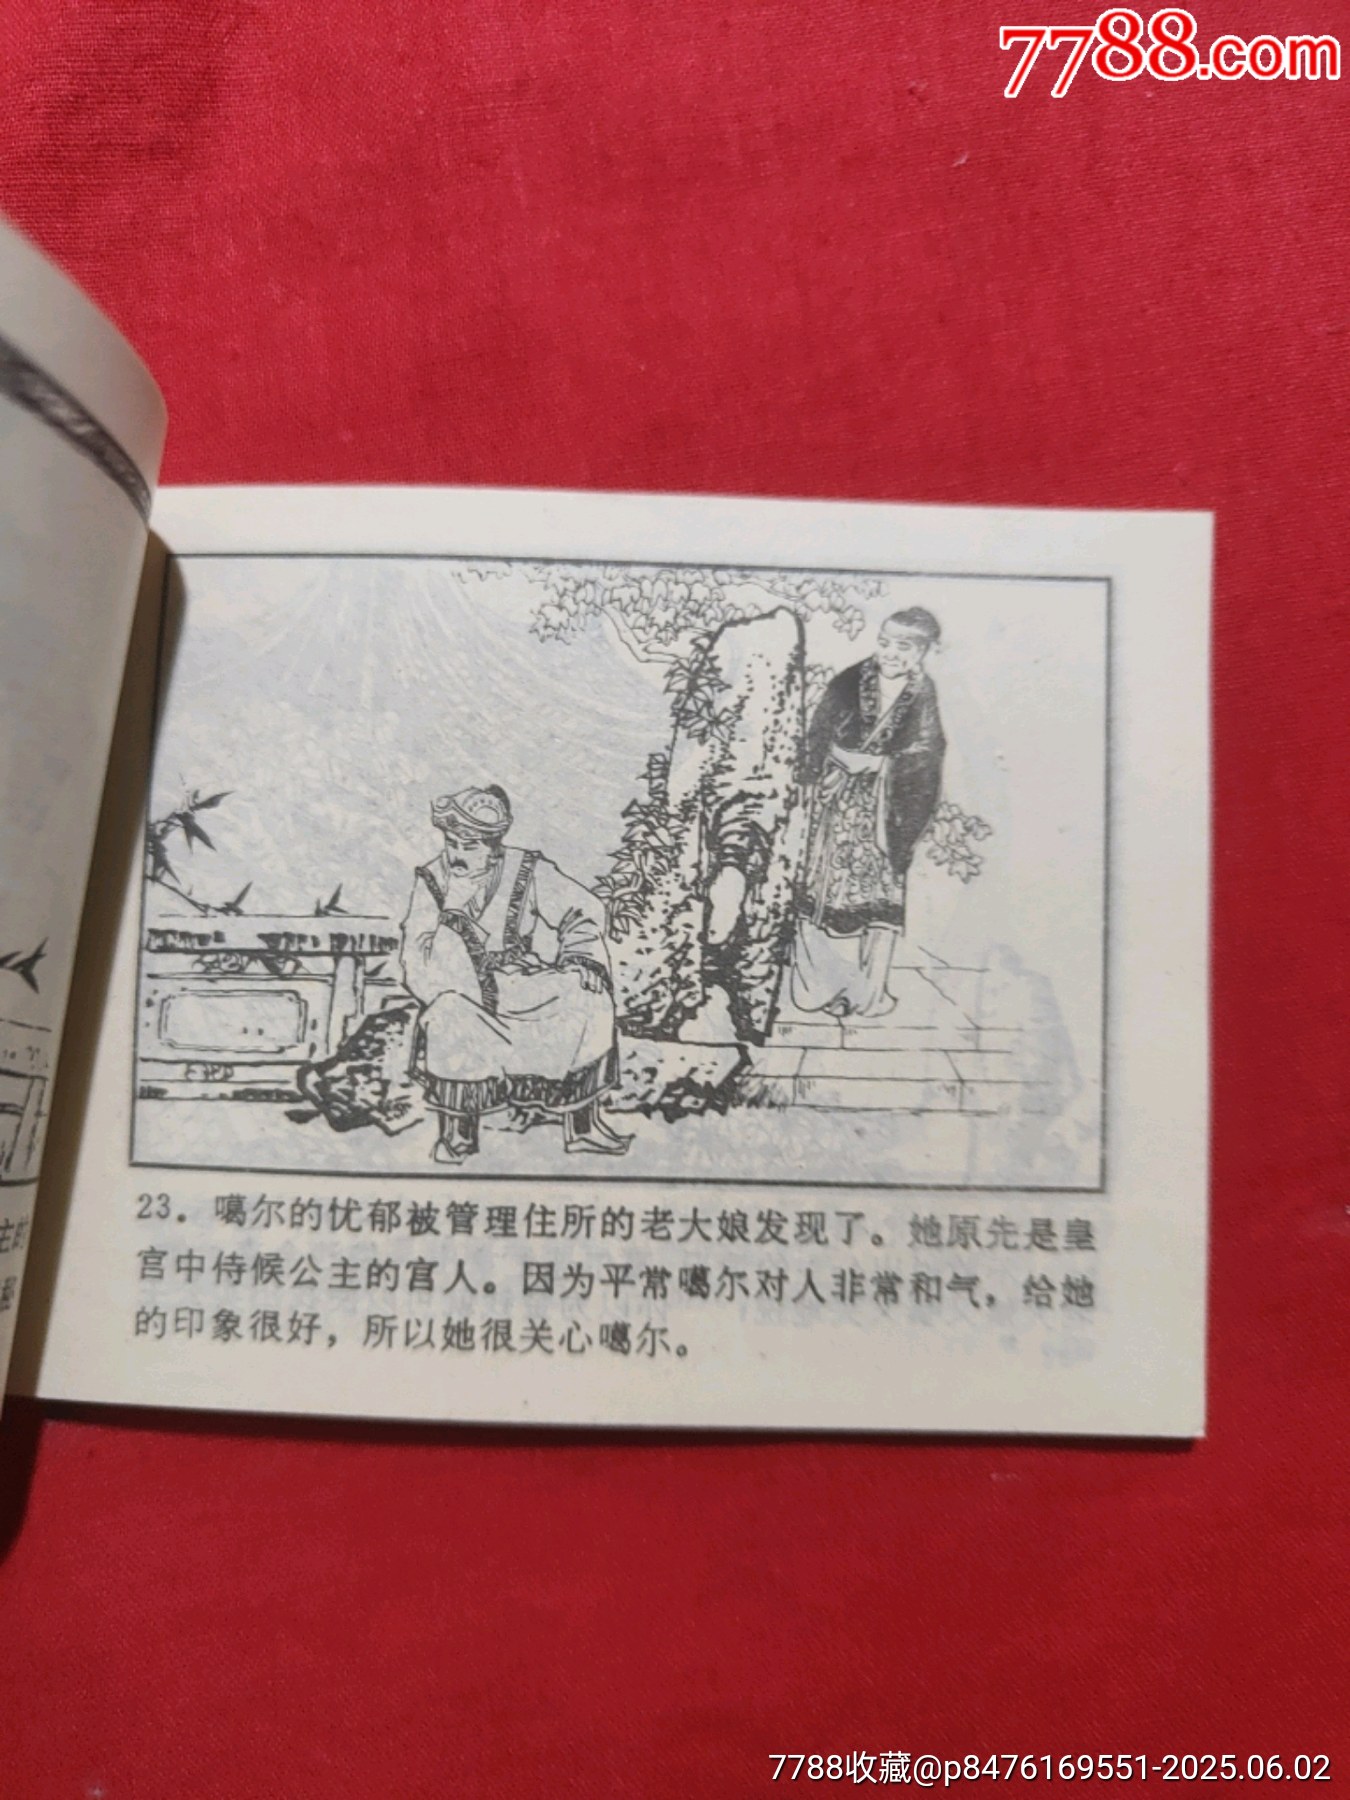 7788.com
23. 噶尔的忧郁被管理住所的老大娘发现了。她原先是皇
宫中侍候公主的宫人。因为平常噶尔对人非常和气，给她
的印象很好，所以她很关心噶尔。
7788收藏@p8476169551-2025.06.02